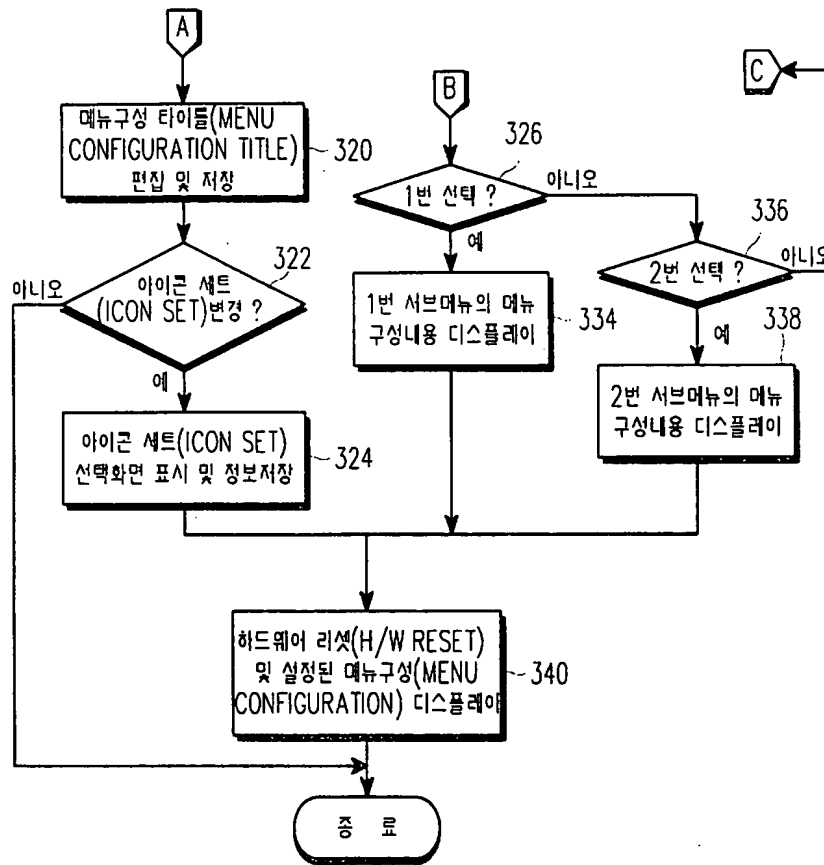 A
메뉴구성 타이틀(MENU
CONFIGURATION TITLE)
편집 및 저장
320
아이콘 세트
(ICON SET)변경 ?
322
아니오
예
아이콘 세트(ICON SET)
선택화면 표시 및 정보저장
324
B
1번 선택 ?
326
아니오
예
1번 서브메뉴의 메뉴
구성내용 디스플레이
334
C
2번 선택 ?
336
아니오
예
2번 서브메뉴의 메뉴
구성내용 디스플레이
338
하드웨어 리셋(H/W RESET)
및 설정된 메뉴구성(MENU
CONFIGURATION) 디스플레이
340
종 료